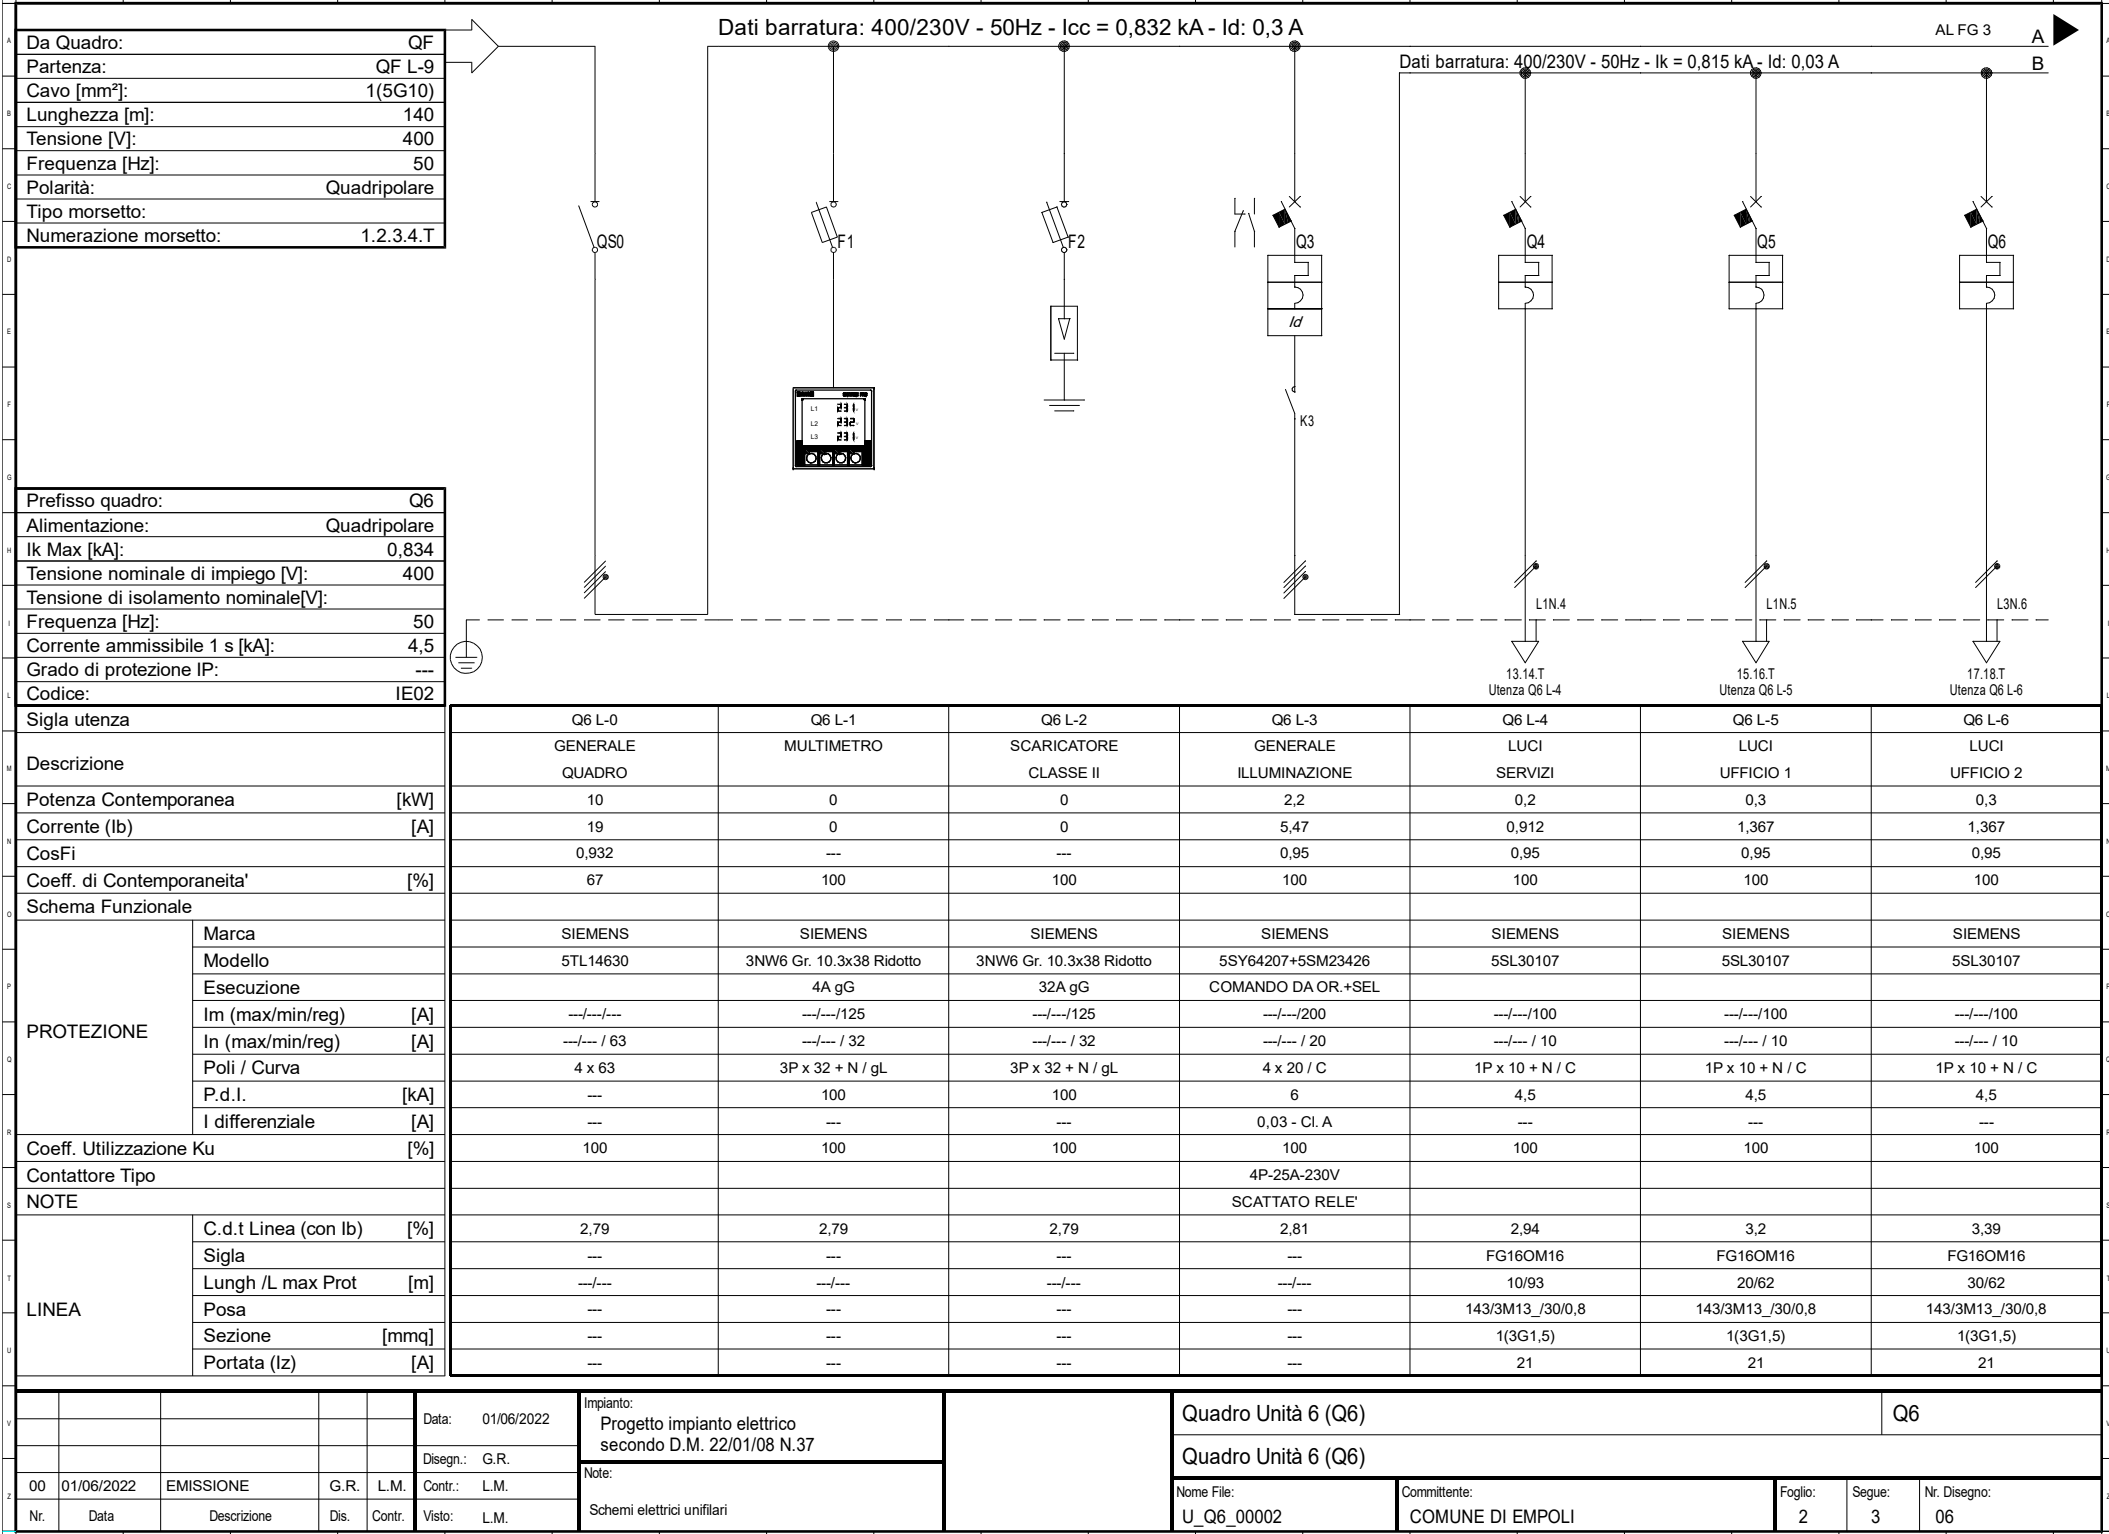 Dati barratura: 400/230V - 50Hz - Icc = 0,832 kA - Id: 0,3 A
AL FG 3 A
Dati barratura: 400/230V - 50Hz - Ik = 0,815 kA - Id: 0,03 A B
Da Quadro: QF
Partenza: QF L-9
Cavo [mm²]: 1(5G10)
Lunghezza [m]: 140
Tensione [V]: 400
Frequenza [Hz]: 50
Polarità: Quadripolare
Tipo morsetto:
Numerazione morsetto: 1.2.3.4.T
QS0 F1 F2 Q3 Q4 Q5 Q6
Id
K3
L1 231
L2 232
L3 231
Prefisso quadro: Q6
Alimentazione: Quadripolare
Ik Max [kA]: 0,834
Tensione nominale di impiego [V]: 400
Tensione di isolamento nominale[V]:
Frequenza [Hz]: 50
Corrente ammissibile 1 s [kA]: 4,5
Grado di protezione IP: ---
Codice: IE02
L1N.4 L1N.5 L3N.6
13.14.T 15.16.T 17.18.T
Utenza Q6 L-4 Utenza Q6 L-5 Utenza Q6 L-6
Sigla utenza Q6 L-0 Q6 L-1 Q6 L-2 Q6 L-3 Q6 L-4 Q6 L-5 Q6 L-6
Descrizione GENERALE MULTIMETRO SCARICATORE GENERALE LUCI LUCI LUCI
QUADRO CLASSE II ILLUMINAZIONE SERVIZI UFFICIO 1 UFFICIO 2
Potenza Contemporanea [kW] 10 0 0 2,2 0,2 0,3 0,3
Corrente (Ib) [A] 19 0 0 5,47 0,912 1,367 1,367
CosFi 0,932 --- --- 0,95 0,95 0,95 0,95
Coeff. di Contemporaneita' [%] 67 100 100 100 100 100 100
Schema Funzionale
PROTEZIONE
Marca SIEMENS SIEMENS SIEMENS SIEMENS SIEMENS SIEMENS SIEMENS
Modello 5TL14630 3NW6 Gr. 10.3x38 Ridotto 3NW6 Gr. 10.3x38 Ridotto 5SY64207+5SM23426 5SL30107 5SL30107 5SL30107
Esecuzione 4A gG 32A gG COMANDO DA OR.+SEL
Im (max/min/reg) [A] ---/---/--- ---/---/125 ---/---/125 ---/---/200 ---/---/100 ---/---/100 ---/---/100
In (max/min/reg) [A] ---/--- / 63 ---/--- / 32 ---/--- / 32 ---/--- / 20 ---/--- / 10 ---/--- / 10 ---/--- / 10
Poli / Curva 4 x 63 3P x 32 + N / gL 3P x 32 + N / gL 4 x 20 / C 1P x 10 + N / C 1P x 10 + N / C 1P x 10 + N / C
P.d.I. [kA] --- 100 100 6 4,5 4,5 4,5
I differenziale [A] --- --- --- 0,03 - Cl. A --- --- ---
Coeff. Utilizzazione Ku [%] 100 100 100 100 100 100 100
Contattore Tipo 4P-25A-230V
NOTE SCATTATO RELE'
LINEA
C.d.t Linea (con Ib) [%] 2,79 2,79 2,79 2,81 2,94 3,2 3,39
Sigla --- --- --- --- FG16OM16 FG16OM16 FG16OM16
Lungh /L max Prot [m] ---/--- ---/--- ---/--- ---/--- 10/93 20/62 30/62
Posa --- --- --- --- 143/3M13_/30/0,8 143/3M13_/30/0,8 143/3M13_/30/0,8
Sezione [mmq] --- --- --- --- 1(3G1,5) 1(3G1,5) 1(3G1,5)
Portata (Iz) [A] --- --- --- --- 21 21 21
00 01/06/2022 EMISSIONE G.R. L.M.
Nr. Data Descrizione Dis. Contr.
Data: 01/06/2022
Disegn.: G.R.
Contr.: L.M.
Visto: L.M.
Impianto:
Progetto impianto elettrico
secondo D.M. 22/01/08 N.37
Note:
Schemi elettrici unifilari
Quadro Unità 6 (Q6) Q6
Quadro Unità 6 (Q6)
Nome File: Committente: Foglio: Segue: Nr. Disegno:
U_Q6_00002 COMUNE DI EMPOLI 2 3 06